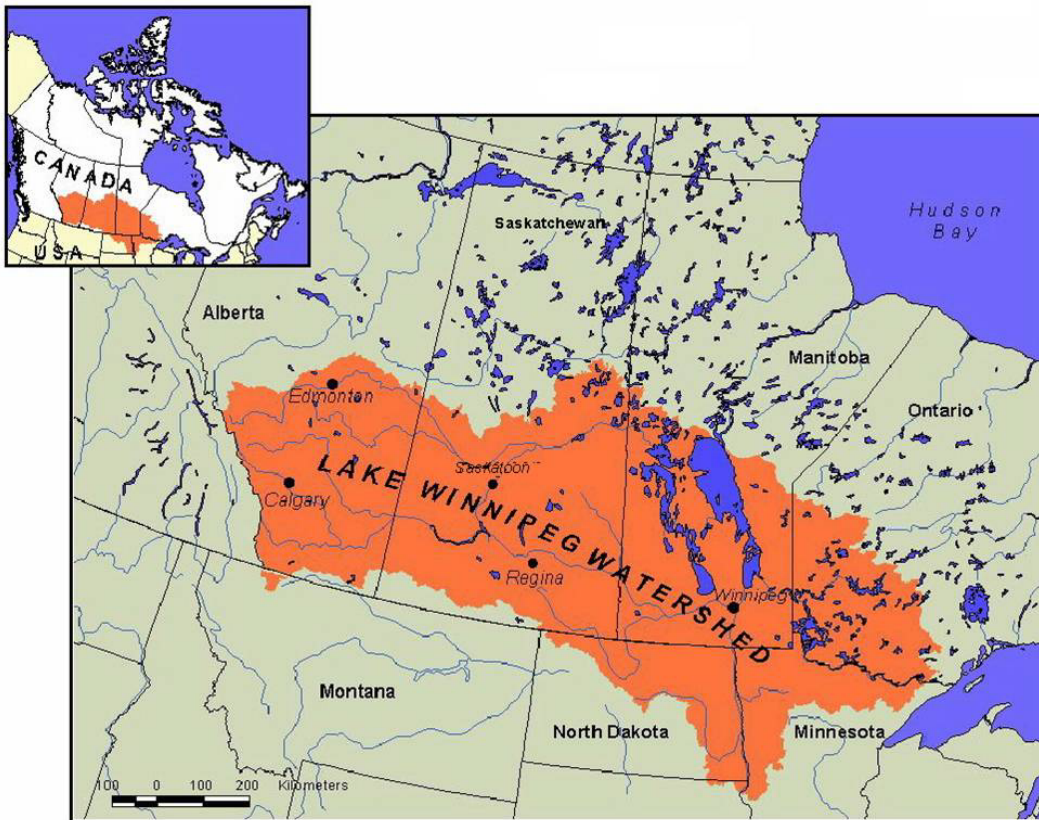 CANADA
USA
Hudson
Bay
Saskatchewan
Alberta
Manitoba
Ontario
Edmonton
Saskatoon
Calgary
LAKE WINNIPEG WATERSHED
Regina
Winnipeg
Montana
North Dakota
Minnesota
100 0 100 200 Kilometers